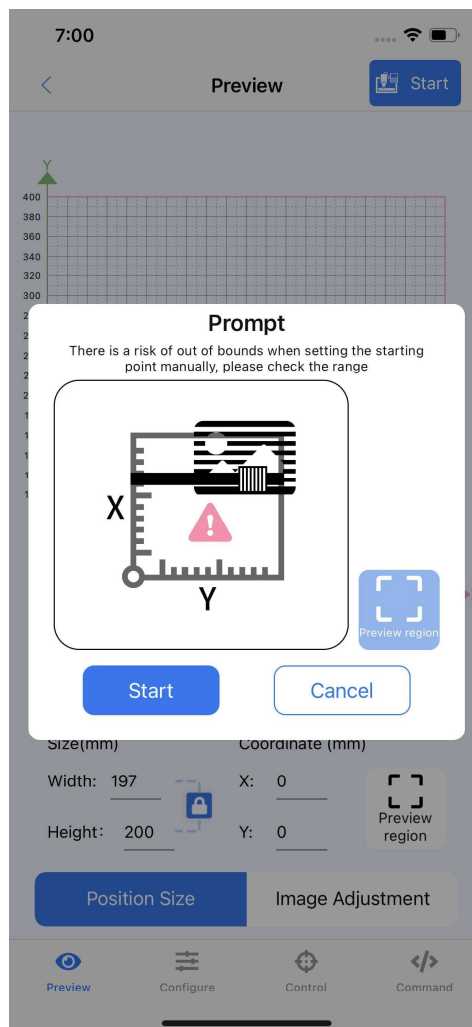 7:00
Preview
Start
Y
400
380
360
340
320
300
Prompt
There is a risk of out of bounds when setting the starting
point manually, please check the range
X
Y
Preview region
Start
Cancel
Size(mm)
Coordinate (mm)
Width: 197
X: 0
Height: 200
Y: 0
Preview
region
Position Size
Image Adjustment
Preview
Configure
Control
Command